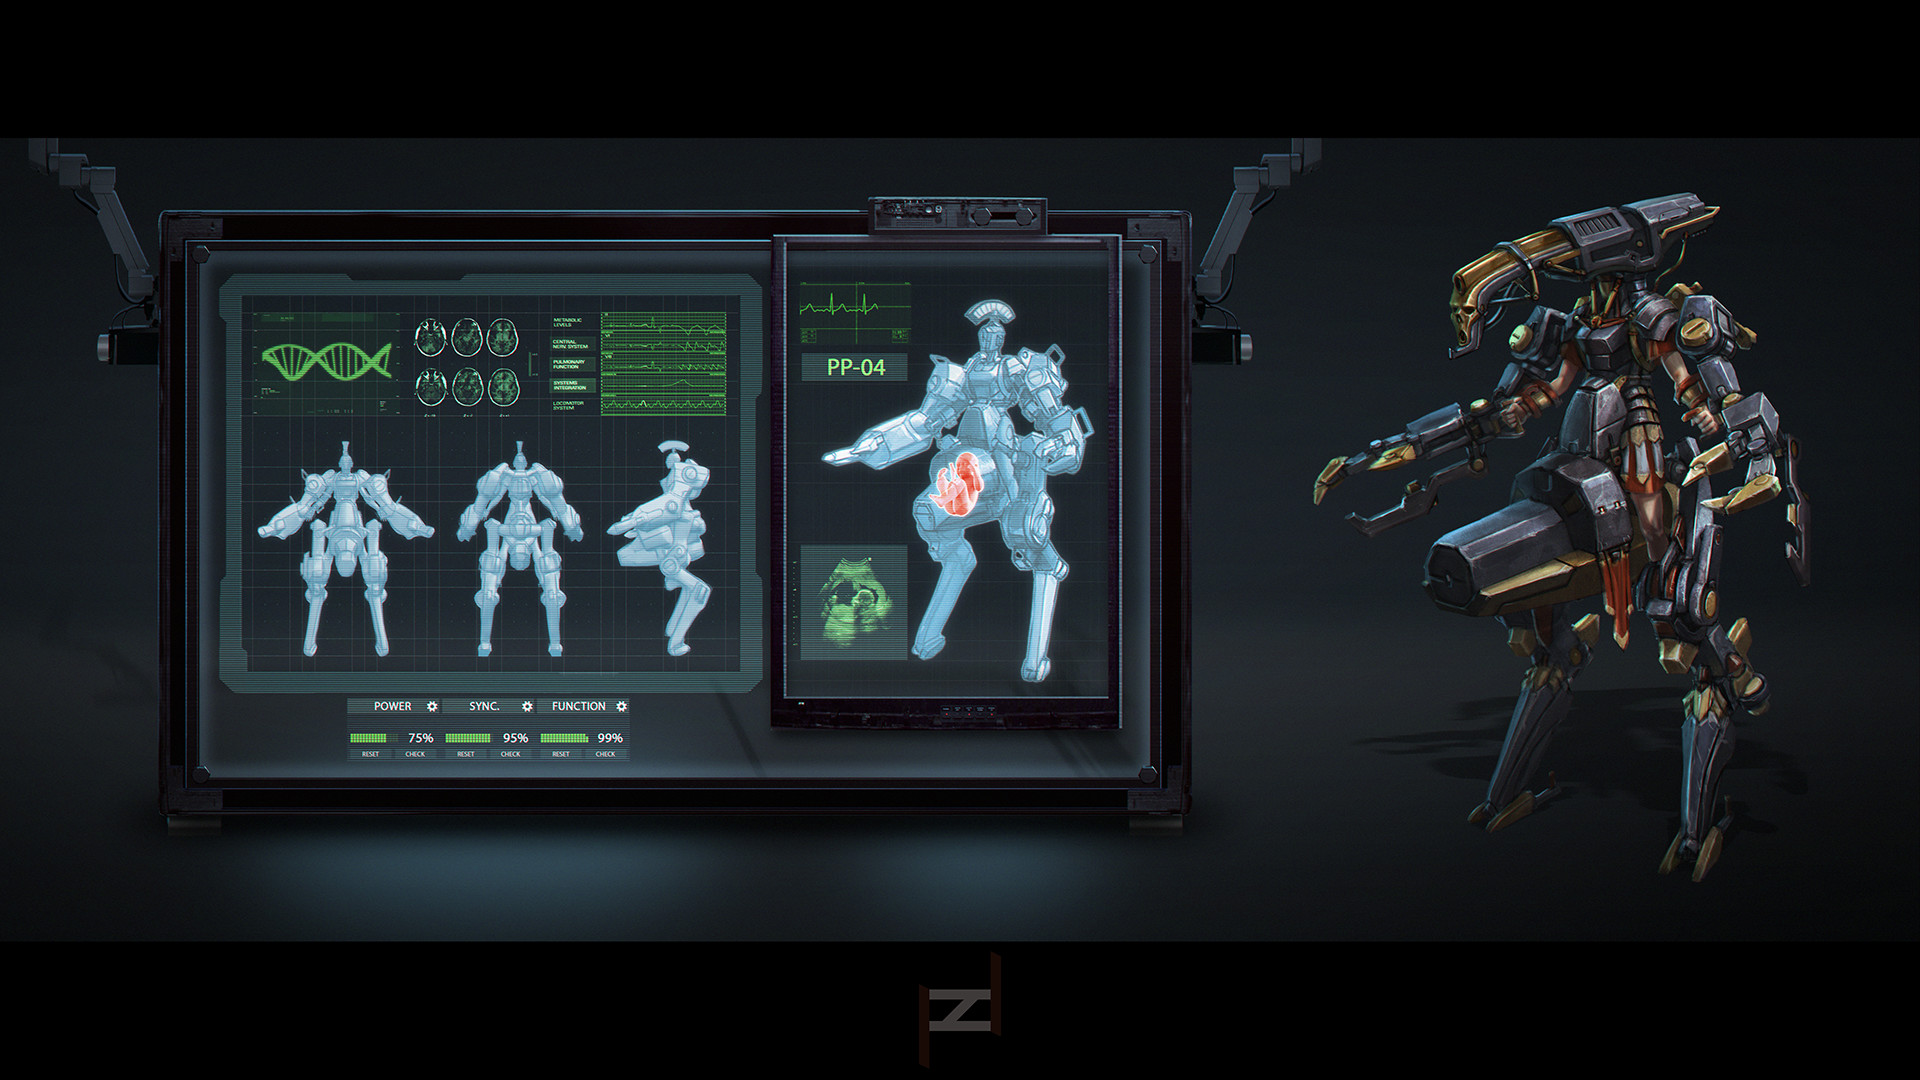 METABOLIC
LEVELS
CENTRAL
NERV. SYSTEM
PULMONARY
FUNCTION
SYSTEMS
INTEGRATION
LOCOMOTOR
SYSTEM
PP-04
POWER SYNC. FUNCTION
75% 95% 99%
RESET CHECK RESET CHECK RESET CHECK